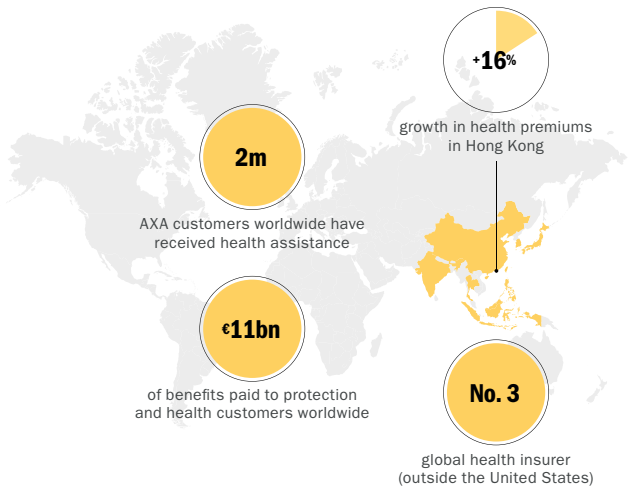 +16%
growth in health premiums
in Hong Kong
2m
AXA customers worldwide have
received health assistance
€11bn
of benefits paid to protection
and health customers worldwide
No. 3
global health insurer
(outside the United States)